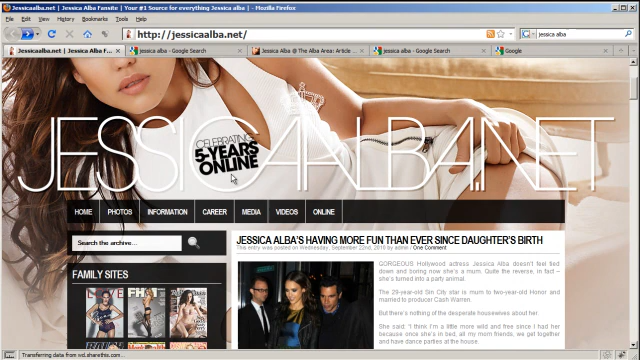 Jessicaalba.net | Jessica Alba Fansite | Your #1 Source for everything Jessica alba! - Mozilla Firefox
File Edit View History Bookmarks Tools Help
http://jessicaalba.net/
jessica alba
Jessicaalba.net | Jessica Alba F...
jessica alba - Google Search
Jessica Alba @ The Alba Area: Article ...
jessica alba - Google Search
Google
JESSICAALBA.NET
CELEBRATING
5-YEARS
ONLINE
HOME PHOTOS INFORMATION CAREER MEDIA VIDEOS ONLINE
Search the archive...
FAMILY SITES
FHM
JESSICA ALBA'S HAVING MORE FUN THAN EVER SINCE DAUGHTER'S BIRTH
This entry was posted on Wednesday, September 22nd, 2010 by admin / One Comment
GORGEOUS Hollywood actress Jessica Alba doesn't feel tied
down and boring now she's a mum. Quite the reverse, in fact –
she's turned into a party animal.
The 29-year-old Sin City star is mum to two-year-old Honor and
married to producer Cash Warren.
But there's nothing of the desperate housewives about her.
She said: "I think I'm a little more wild and free since I had her
because once she's in bed, all my mom friends, we get together
and have dance parties at the house.
Transferring data from wd.sharethis.com...